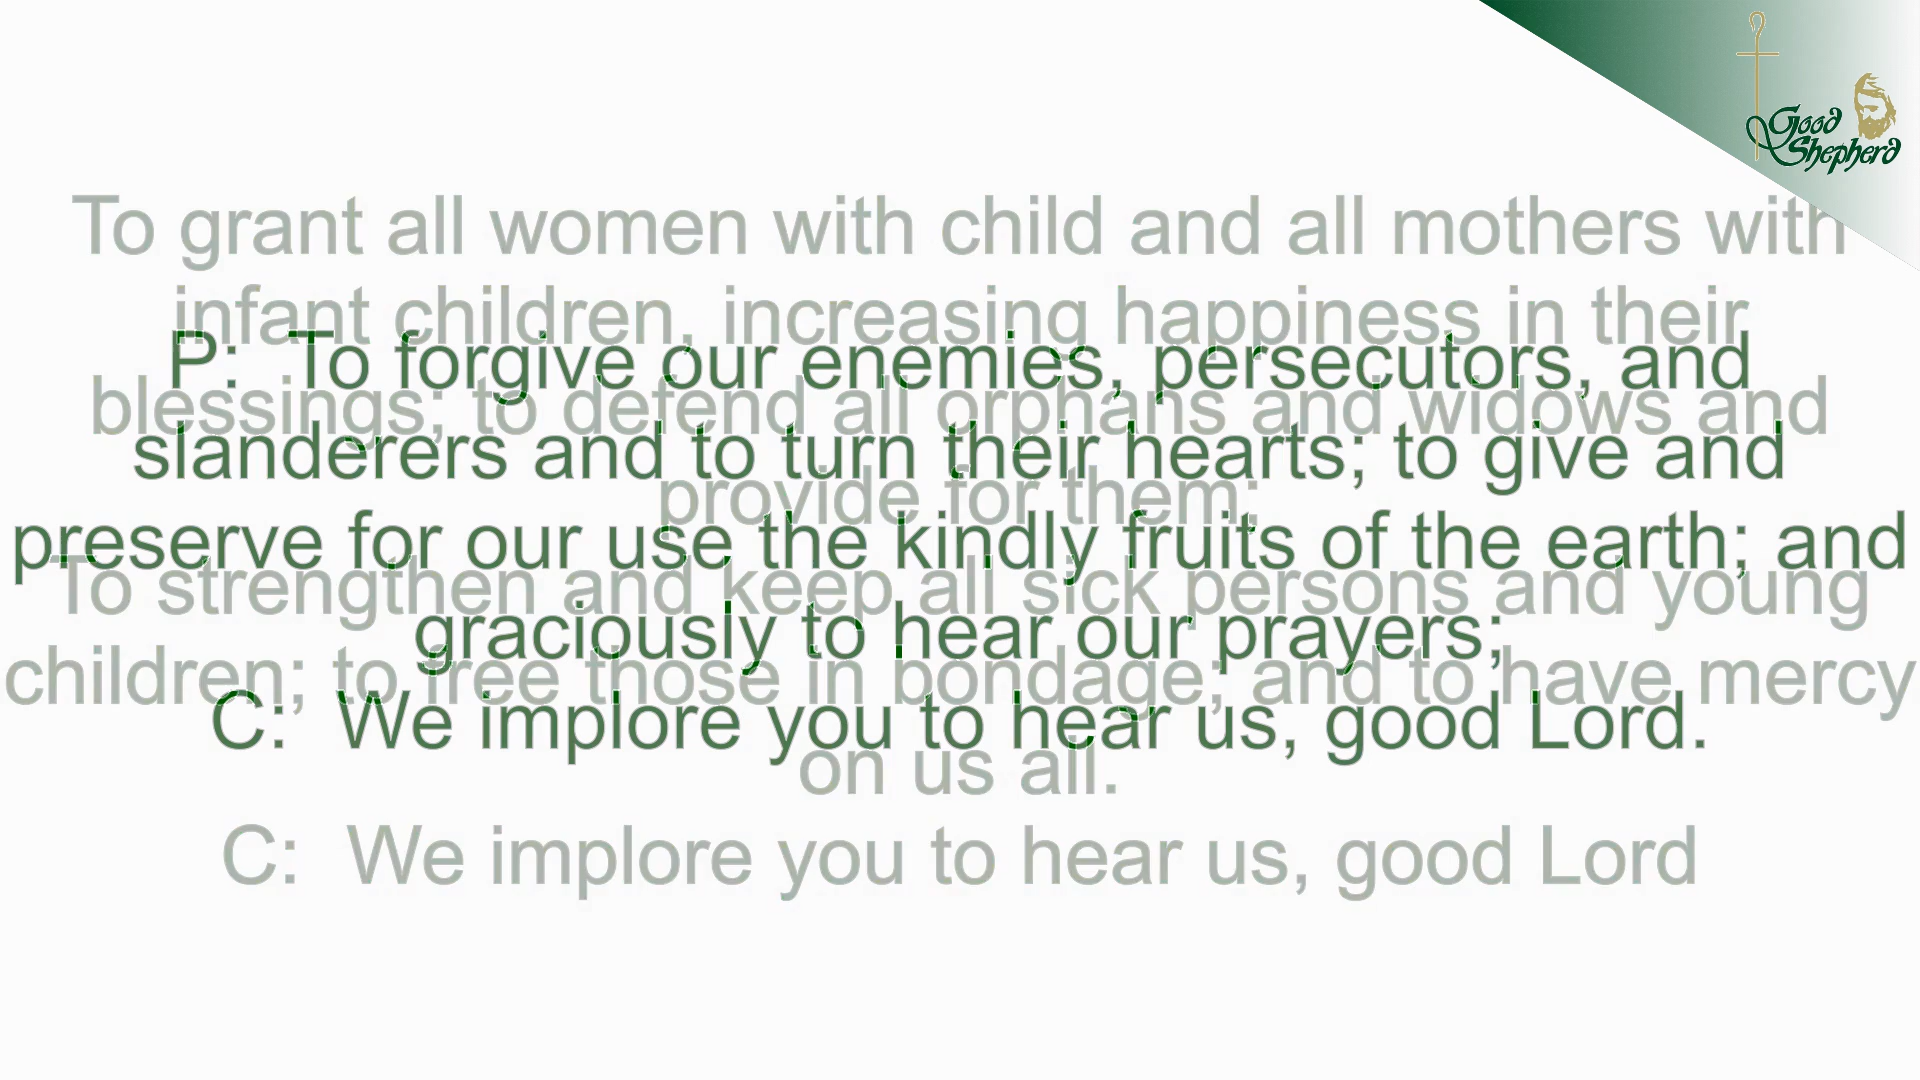 Good
Shepherd
To grant all women with child and all mothers with
infant children, increasing happiness in their
blessings; to defend all orphans and widows and
provide for them;
To strengthen and keep all sick persons and young
children; to free those in bondage; and to have mercy
on us all.
C:  We implore you to hear us, good Lord
P:  To forgive our enemies, persecutors, and
slanderers and to turn their hearts; to give and
preserve for our use the kindly fruits of the earth; and
graciously to hear our prayers;
C:  We implore you to hear us, good Lord.